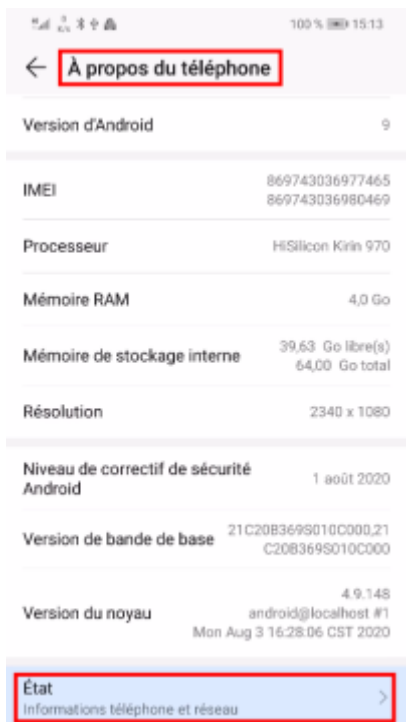 100 % 15:13
À propos du téléphone
Version d'Android 9
IMEI 869743036977465
869743036980469
Processeur HiSilicon Kirin 970
Mémoire RAM 4,0 Go
Mémoire de stockage interne 39,63 Go libre(s)
64,00 Go total
Résolution 2340 x 1080
Niveau de correctif de sécurité
Android 1 août 2020
Version de bande de base 21C20B369S010C000,21
C20B369S010C000
Version du noyau 4.9.148
android@localhost #1
Mon Aug 3 16:28:06 CST 2020
État
Informations téléphone et réseau